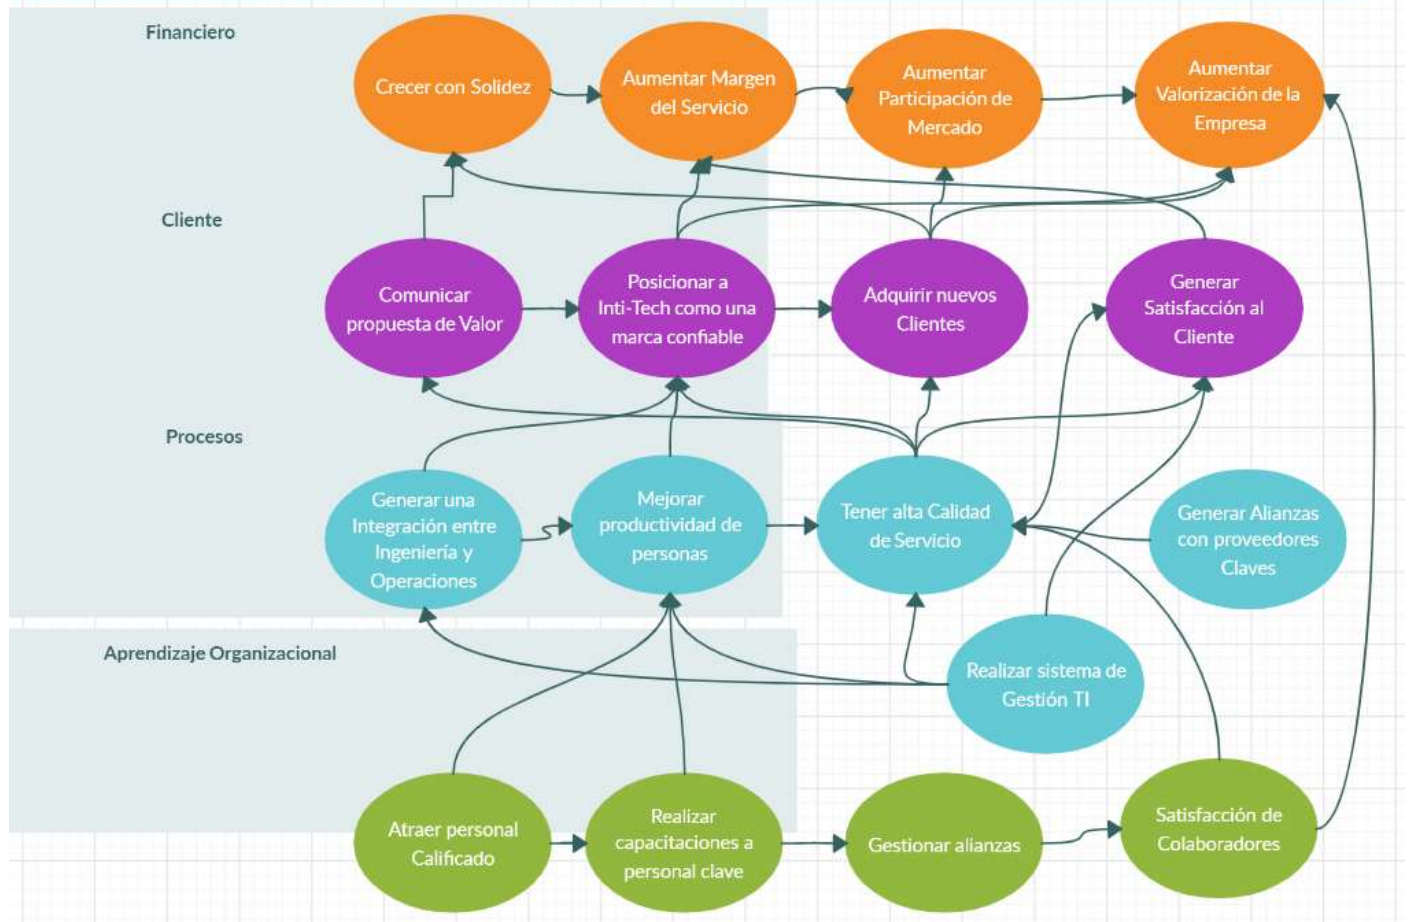 Financiero
Crecer con Solidez
Aumentar Margen
del Servicio
Aumentar
Participación de
Mercado
Aumentar
Valorización de la
Empresa
Cliente
Comunicar
propuesta de Valor
Posicionar a
Inti-Tech como una
marca confiable
Adquirir nuevos
Clientes
Generar
Satisfacción al
Cliente
Procesos
Generar una
Integración entre
Ingeniería y
Operaciones
Mejorar
productividad de
personas
Tener alta Calidad
de Servicio
Generar Alianzas
con proveedores
Claves
Realizar sistema de
Gestión TI
Aprendizaje Organizacional
Atraer personal
Calificado
Realizar
capacitaciones a
personal clave
Gestionar alianzas
Satisfacción de
Colaboradores